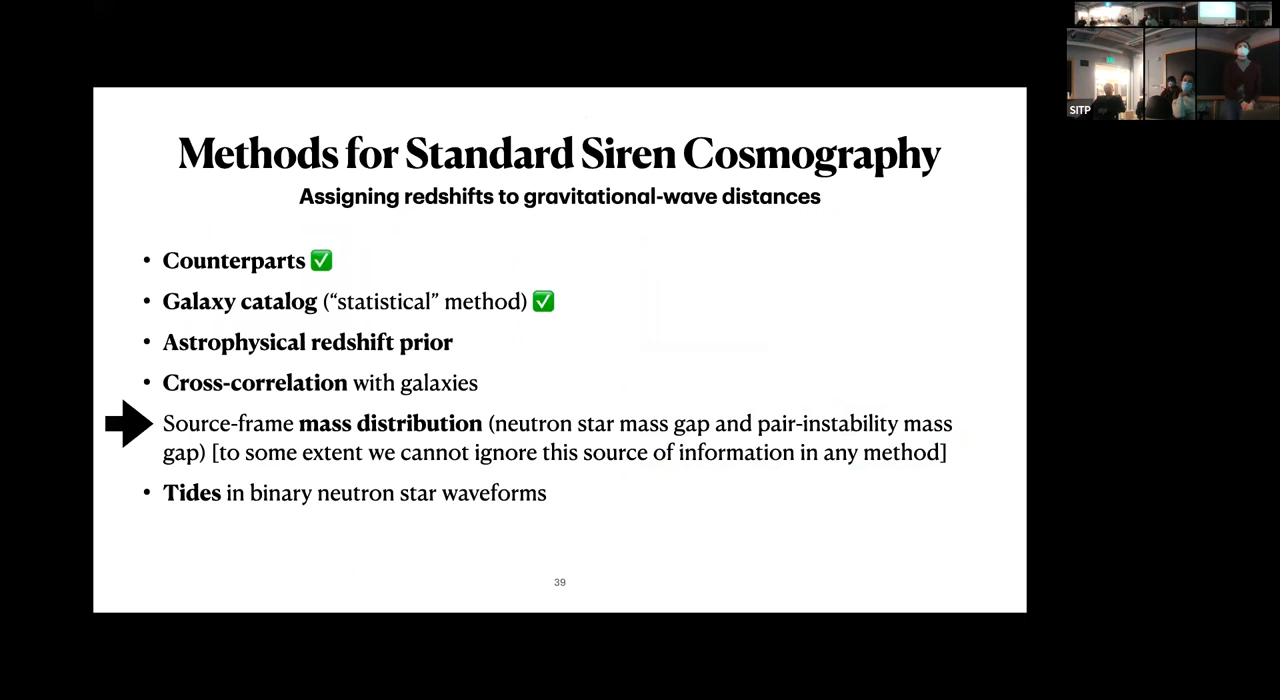 Methods for Standard Siren Cosmography
Assigning redshifts to gravitational-wave distances
• Counterparts ✅
• Galaxy catalog (“statistical” method) ✅
• Astrophysical redshift prior
• Cross-correlation with galaxies
Source-frame mass distribution (neutron star mass gap and pair-instability mass
gap) [to some extent we cannot ignore this source of information in any method]
• Tides in binary neutron star waveforms
39
SITP